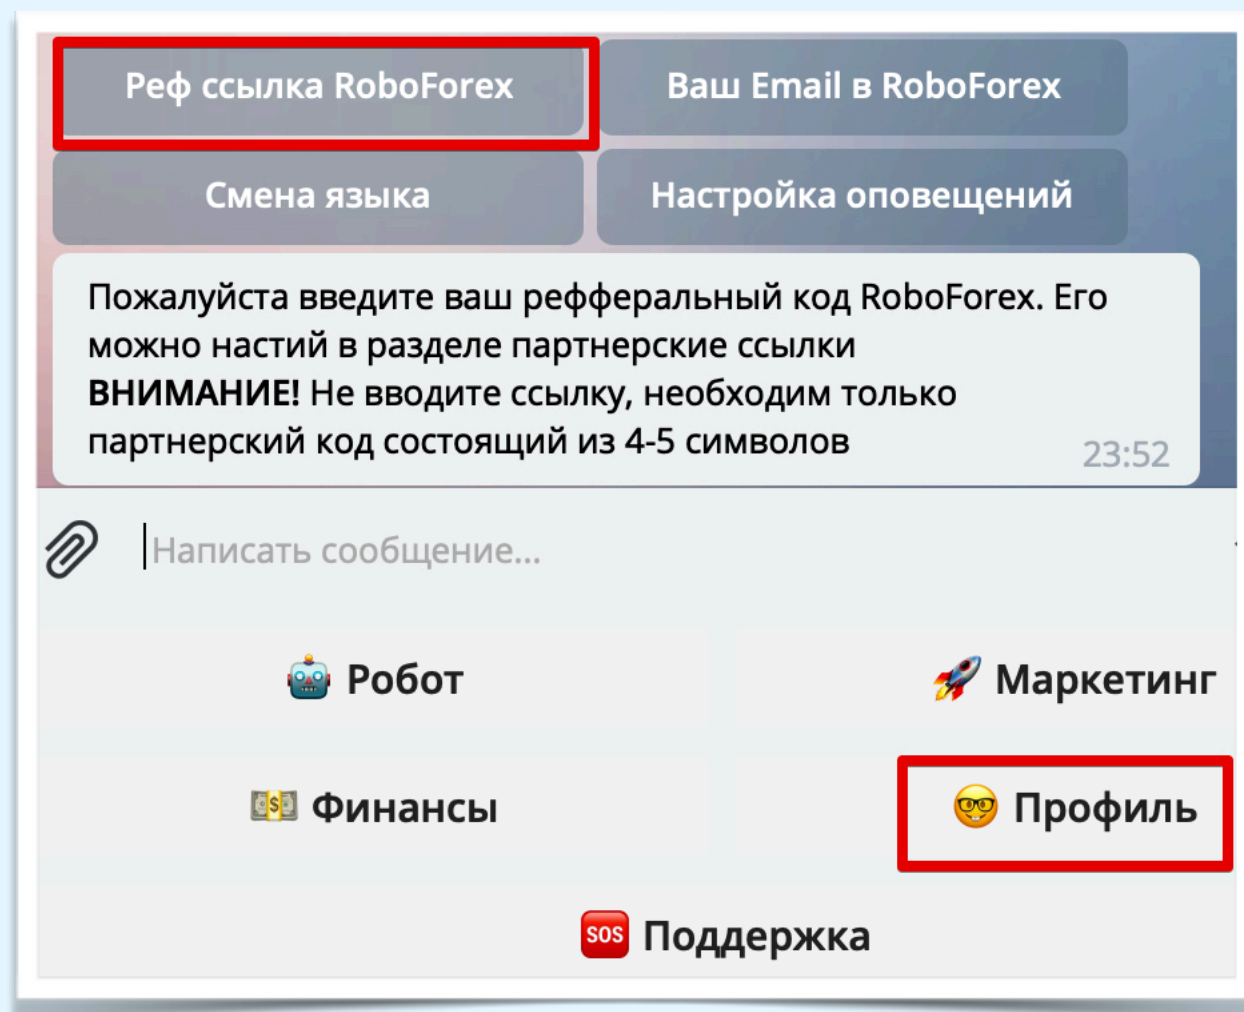 Реф ссылка RoboForex
Ваш Email в RoboForex
Смена языка
Настройка оповещений
Пожалуйста введите ваш рефферальный код RoboForex. Его
можно настий в разделе партнерские ссылки
ВНИМАНИЕ! Не вводите ссылку, необходим только
партнерский код состоящий из 4-5 символов
23:52
Написать сообщение...
Робот
Маркетинг
Финансы
Профиль
SOS Поддержка